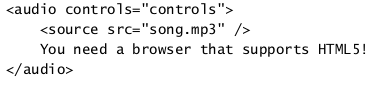 <audio controls="controls">
    <source src="song.mp3" />
    You need a browser that supports HTML5!
</audio>